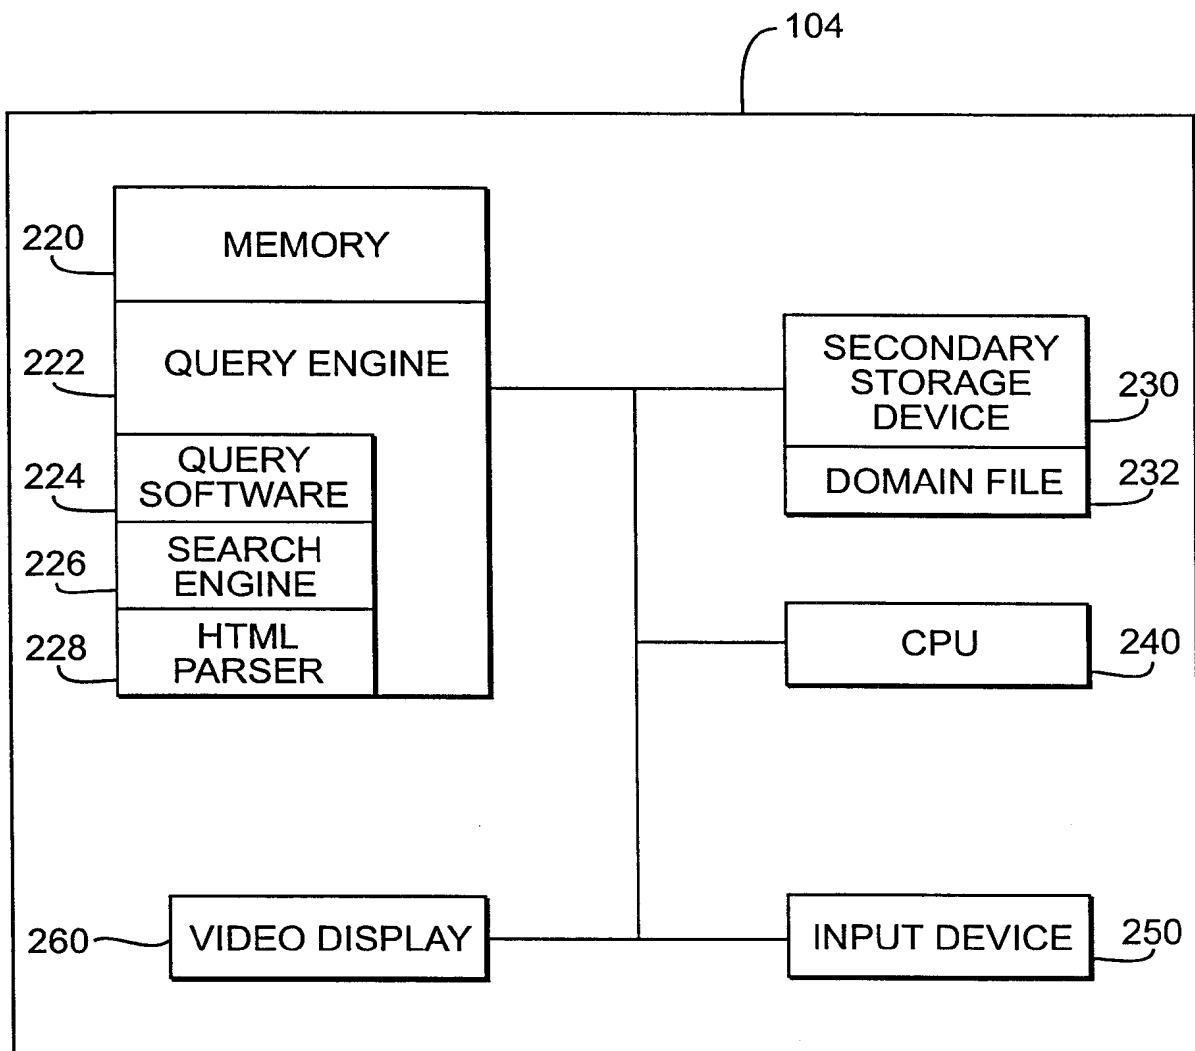 104
220
MEMORY
222
QUERY ENGINE
224
QUERY
SOFTWARE
226
SEARCH
ENGINE
228
HTML
PARSER
SECONDARY
STORAGE
DEVICE
230
DOMAIN FILE
232
CPU
240
260
VIDEO DISPLAY
INPUT DEVICE
250